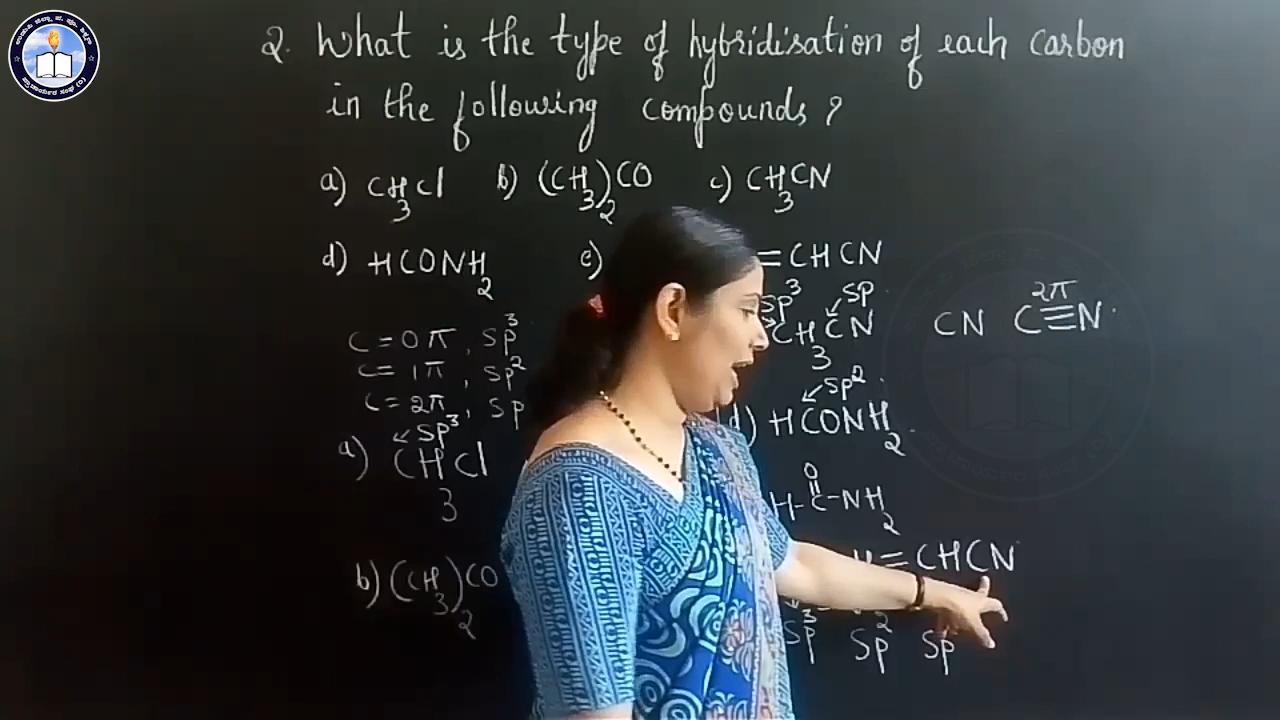 2. What is the type of hybridisation of each carbon
in the following compounds?
a) CH3Cl b) (CH3)2CO c) CH3CN
d) HCONH2 e) =CHCN
C=0π, sp3
C=1π, sp2
C=2π, sp
sp3
a) CH3Cl
b) (CH3)2CO
sp3 sp
CH3CN
CN C≡N 2π
sp2
d) HCONH2
O
H-C-NH2
=CHCN
sp3 sp2 sp